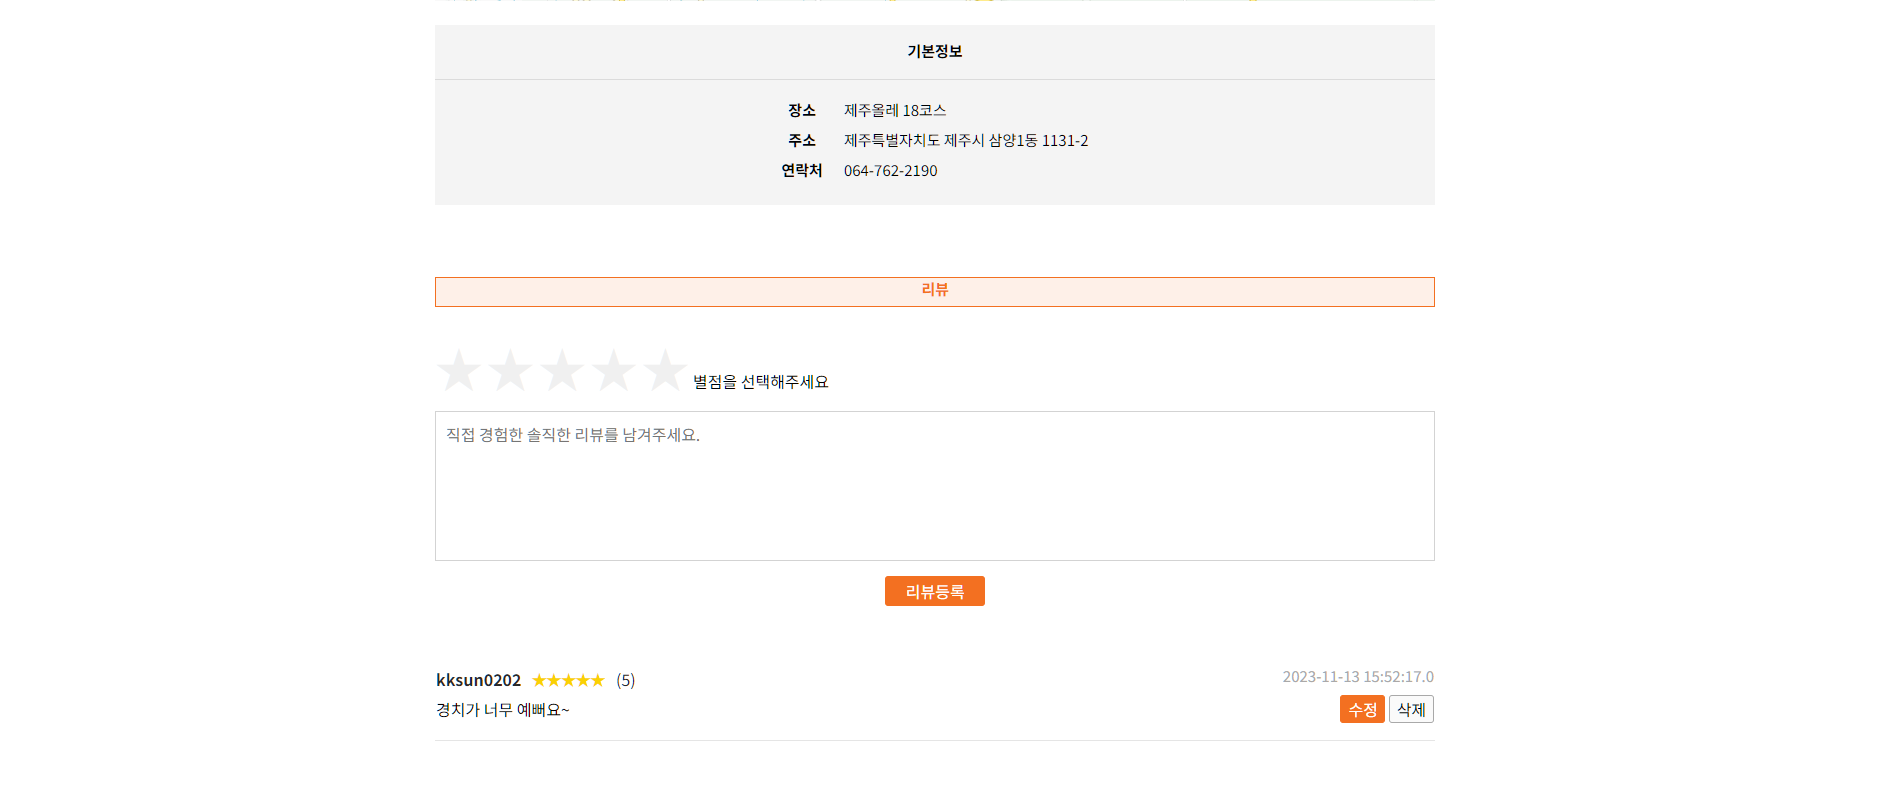 기본정보
장소 제주올레 18코스
주소 제주특별자치도 제주시 삼양1동 1131-2
연락처 064-762-2190
리뷰
★★★★★ 별점을 선택해주세요
직접 경험한 솔직한 리뷰를 남겨주세요.
리뷰등록
kksun0202 ★★★★★ (5) 2023-11-13 15:52:17.0
경치가 너무 예뻐요~ 수정 삭제